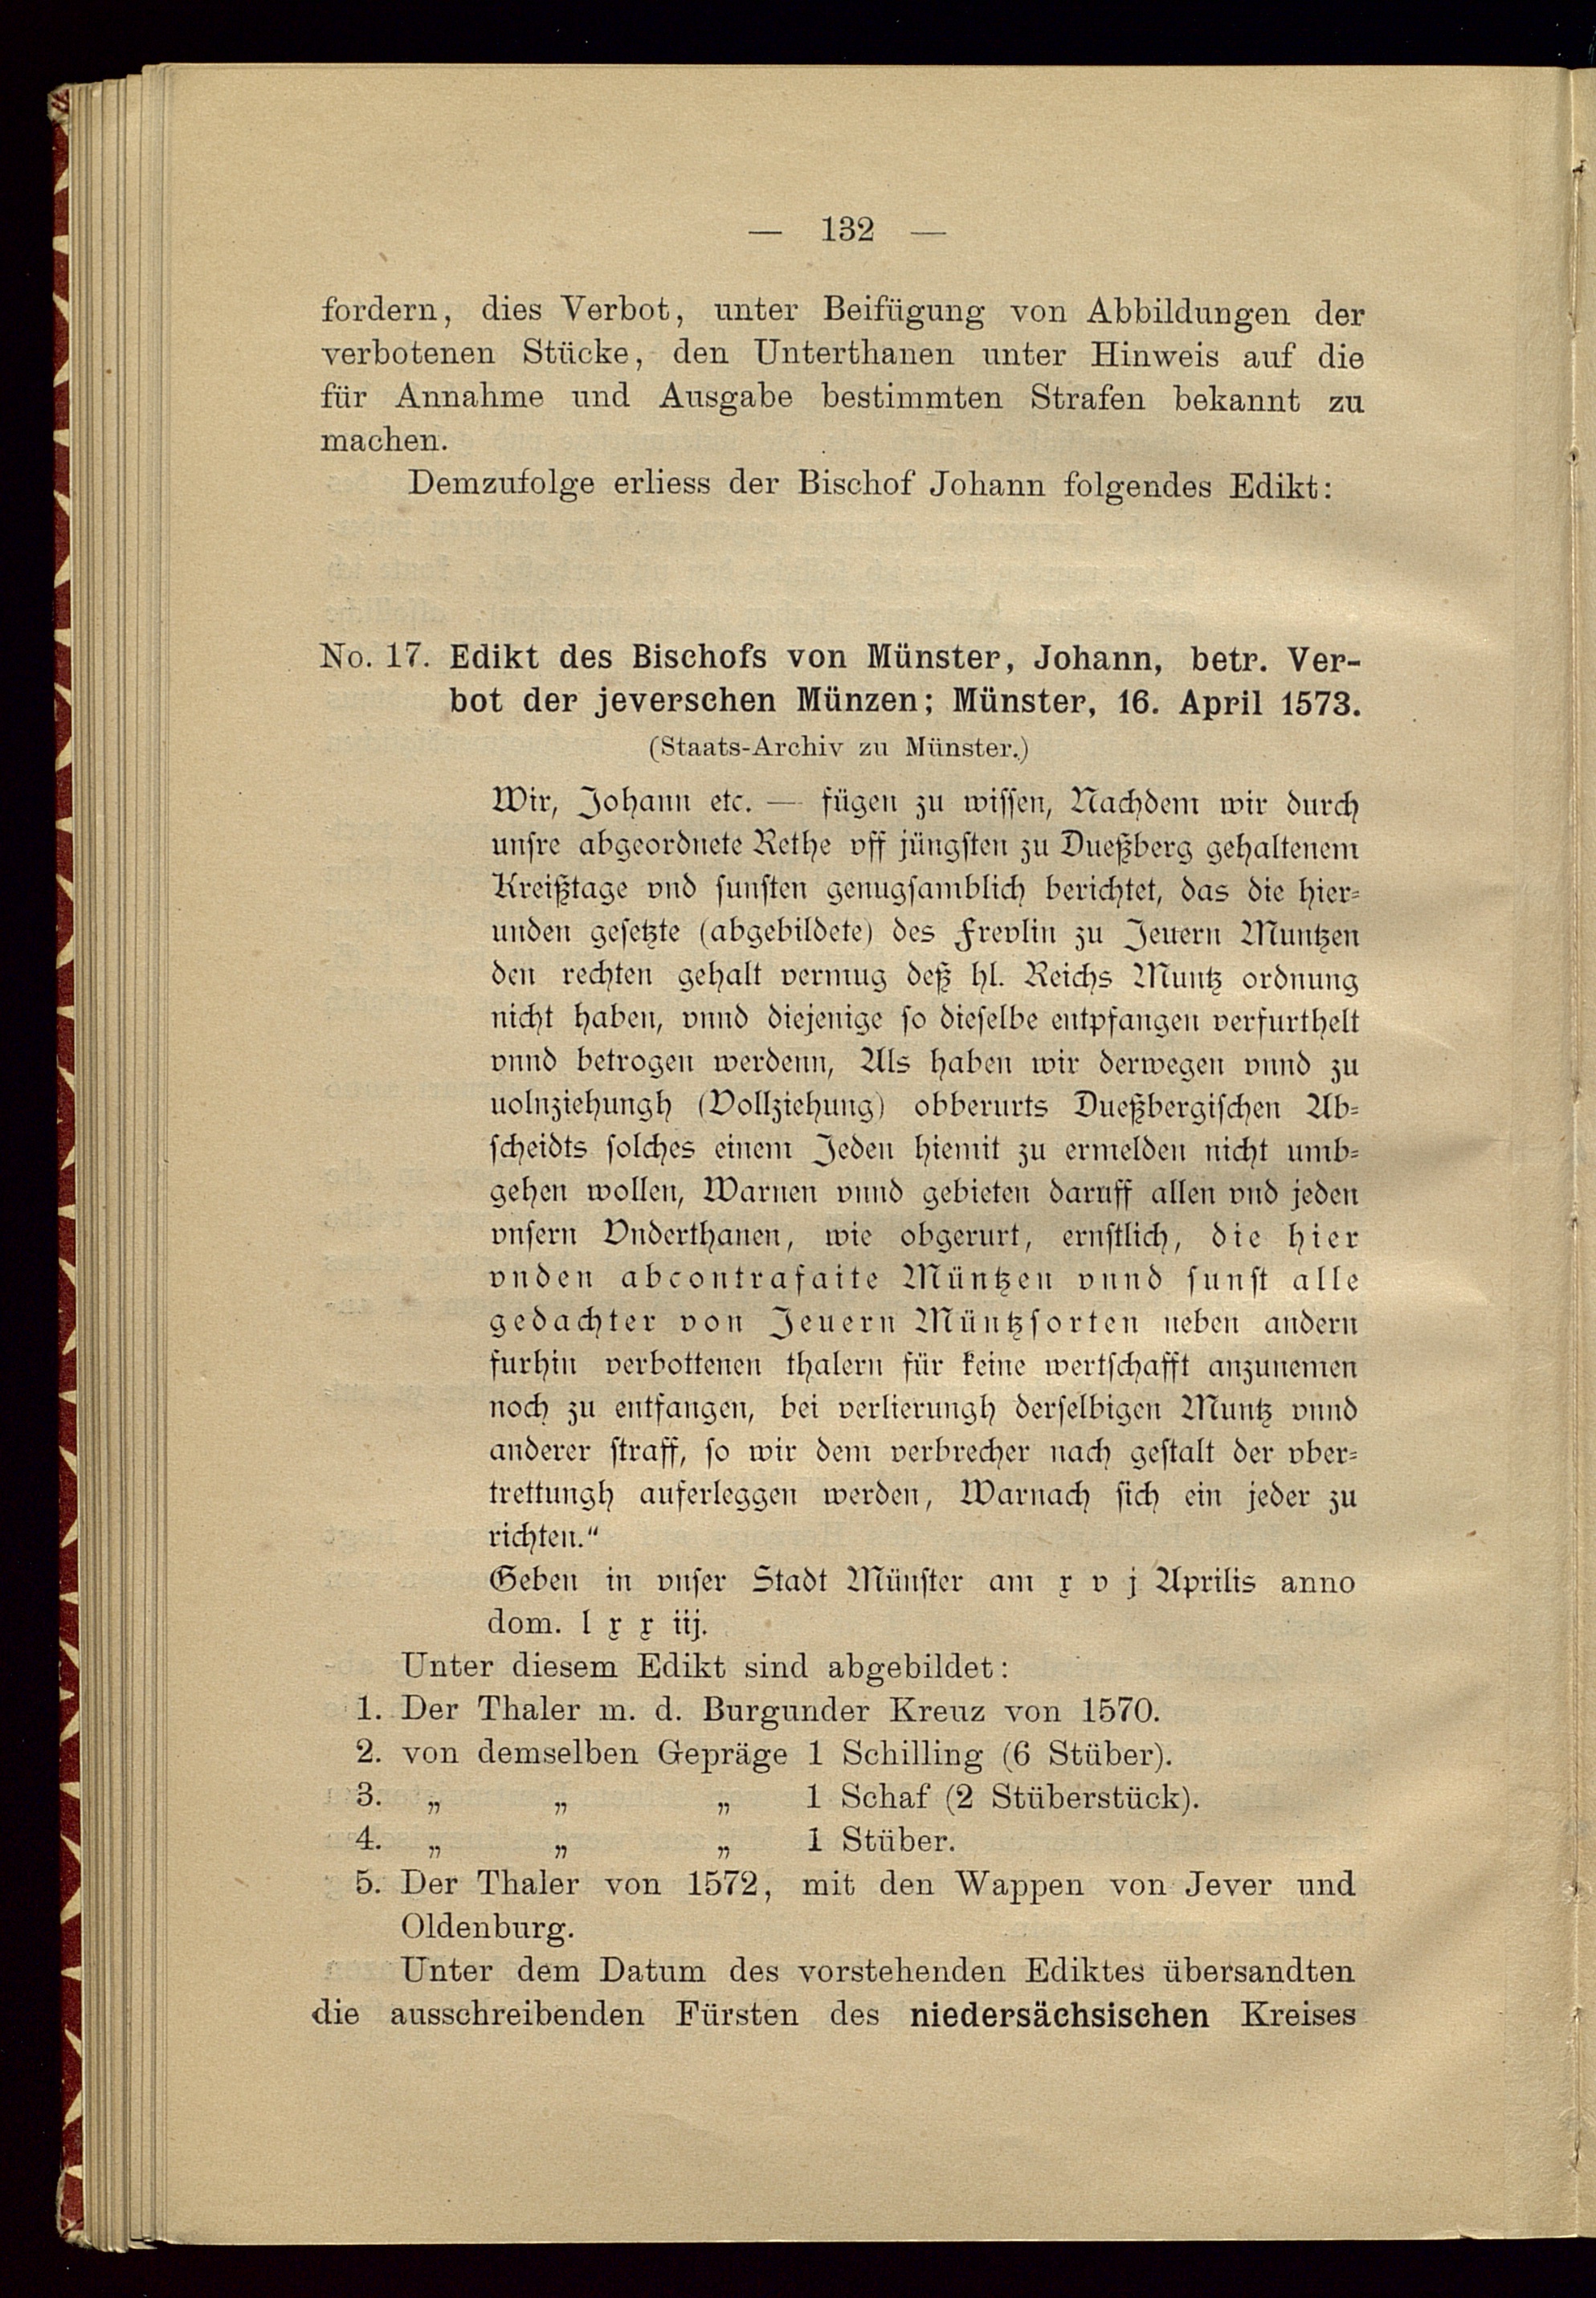 — 132 —
fordern, dies Verbot, unter Beifügung von Abbildungen der
verbotenen Stücke, den Unterthanen unter Hinweis auf die
für Annahme und Ausgabe bestimmten Strafen bekannt zu
machen.
Demzufolge erliess der Bischof Johann folgendes Edikt:
No. 17. Edikt des Bischofs von Münster, Johann, betr. Ver-
bot der jeverschen Münzen; Münster, 16. April 1573.
(Staats-Archiv zu Münster.)
Wir, Johann etc. — fügen zu wissen, Nachdem wir durch
unsre abgeordnete Rethe vff jüngsten zu Dueßberg gehaltenem
Kreißtage vnd sunsten genugsamblich berichtet, das die hier-
unden gesetzte (abgebildete) des Frevlin zu Jeuern Muntzen
den rechten gehalt vermug deß hl. Reichs Muntz ordnung
nicht haben, vnnd diejenige so dieselbe entpfangen verfurthelt
vnnd betrogen werdenn, Als haben wir derwegen vnnd zu
uolnziehungh (Vollziehung) obberurts Dueßbergischen Ab-
scheidts solches einem Jeden hiemit zu ermelden nicht umb-
gehen wollen, Warnen vnnd gebieten daruff allen vnd jeden
vnsern Vnderthanen, wie obgerurt, ernstlich, die hier
vnden abcontrafaite Müntzen vnnd sunst alle
gedachter von Jeuern Müntzsorten neben andern
furhin verbottenen thalern für keine wertschafft anzunemen
noch zu entfangen, bei verlierungh derselbigen Muntz vnnd
anderer straff, so wir dem verbrecher nach gestalt der vber-
trettungh auferleggen werden, Warnach sich ein jeder zu
richten.“
Geben in vnser Stadt Münster am x v j Aprilis anno
dom. l x x iij.
Unter diesem Edikt sind abgebildet:
1. Der Thaler m. d. Burgunder Kreuz von 1570.
2. von demselben Gepräge 1 Schilling (6 Stüber).
3. „ „ „ 1 Schaf (2 Stüberstück).
4. „ „ „ 1 Stüber.
5. Der Thaler von 1572, mit den Wappen von Jever und
Oldenburg.
Unter dem Datum des vorstehenden Ediktes übersandten
die ausschreibenden Fürsten des niedersächsischen Kreises